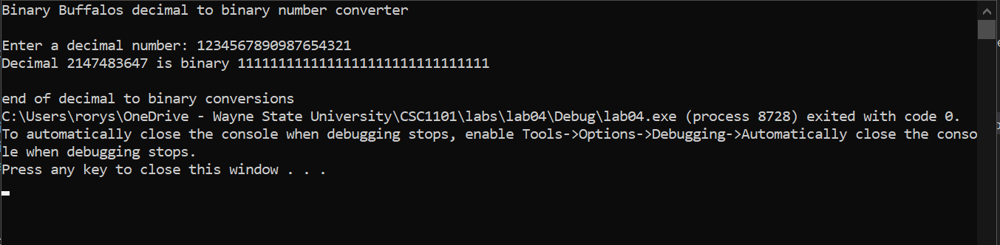 Binary Buffalos decimal to binary number converter
Enter a decimal number: 1234567890987654321
Decimal 2147483647 is binary 1111111111111111111111111111111
end of decimal to binary conversions
C:\Users\rorys\OneDrive - Wayne State University\CSC1101\labs\lab04\Debug\lab04.exe (process 8728) exited with code 0.
To automatically close the console when debugging stops, enable Tools->Options->Debugging->Automatically close the conso
le when debugging stops.
Press any key to close this window . . .